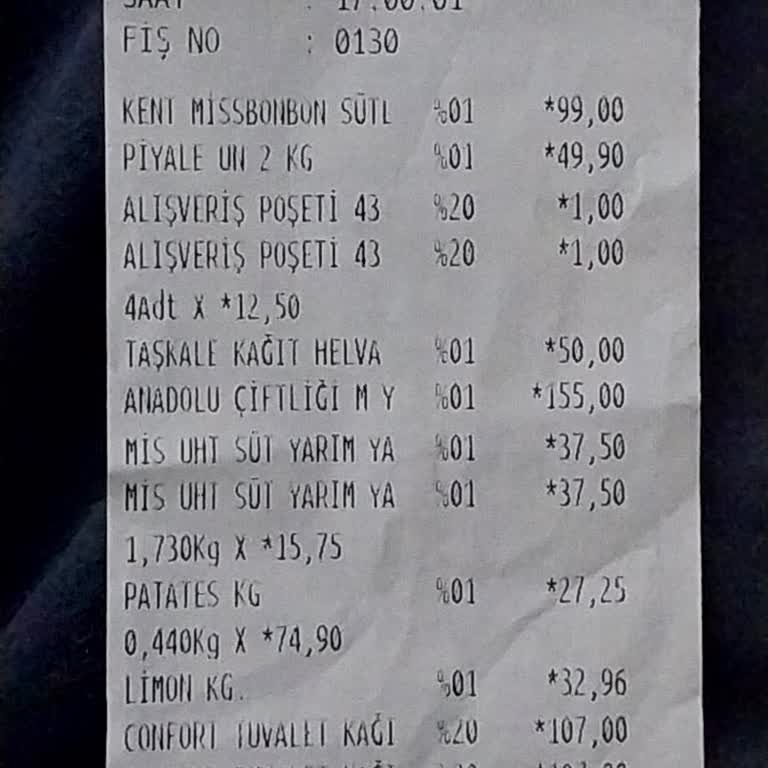 FİŞ NO : 0130
KENT MİSSBONBON SÜTL %01 *99,00
PİYALE UN 2 KG %01 *49,90
ALIŞVERİŞ POŞETİ 43 %20 *1,00
ALIŞVERİŞ POŞETİ 43 %20 *1,00
4Adt X *12,50
TAŞKALE KAĞIT HELVA %01 *50,00
ANADOLU ÇİFTLİĞİ M Y %01 *155,00
MİS UHT SÜT YARIM YA %01 *37,50
MİS UHT SÜT YARIM YA %01 *37,50
1,730Kg X *15,75
PATATES KG %01 *27,25
0,440Kg X *74,90
LİMON KG. %01 *32,96
CONFORT TUVALET KAĞI %20 *107,00